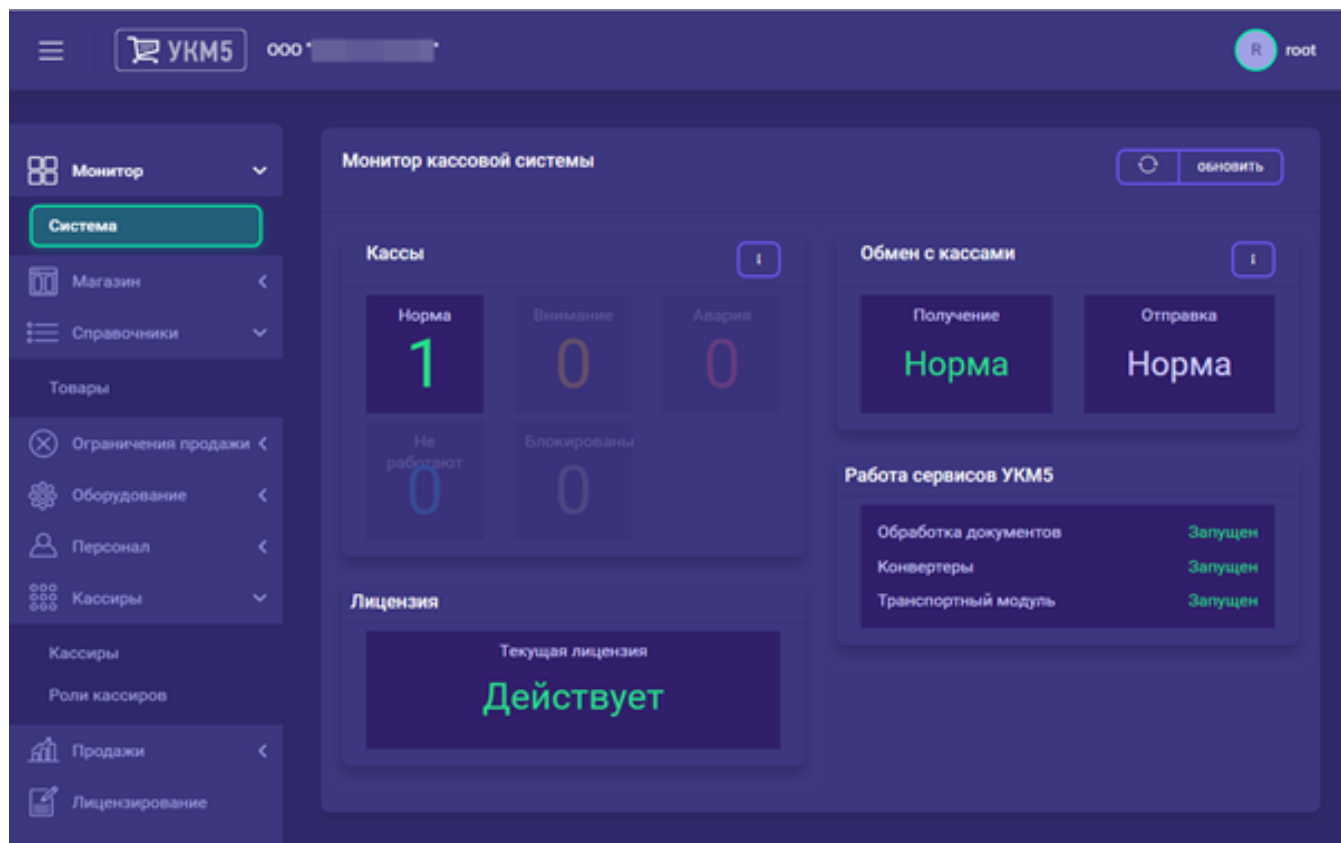 УКМ5
ООО " "
R
root
Монитор
Система
Магазин
Справочники
Товары
Ограничения продажи
Оборудование
Персонал
Кассиры
Кассиры
Роли кассиров
Продажи
Лицензирование
Монитор кассовой системы
ОБНОВИТЬ
Кассы
i
Норма
1
Внимание
0
Авария
0
Не
работают
0
Блокированы
0
Лицензия
Текущая лицензия
Действует
Обмен с кассами
i
Получение
Норма
Отправка
Норма
Работа сервисов УКМ5
Обработка документов Запущен
Конвертеры Запущен
Транспортный модуль Запущен